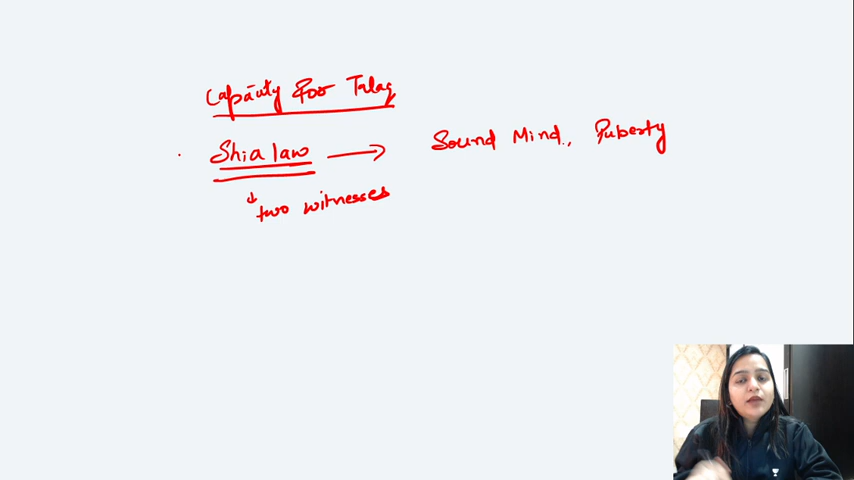 Capacity for Talaq
Shia law → Sound Mind, Puberty
↓ two witnesses